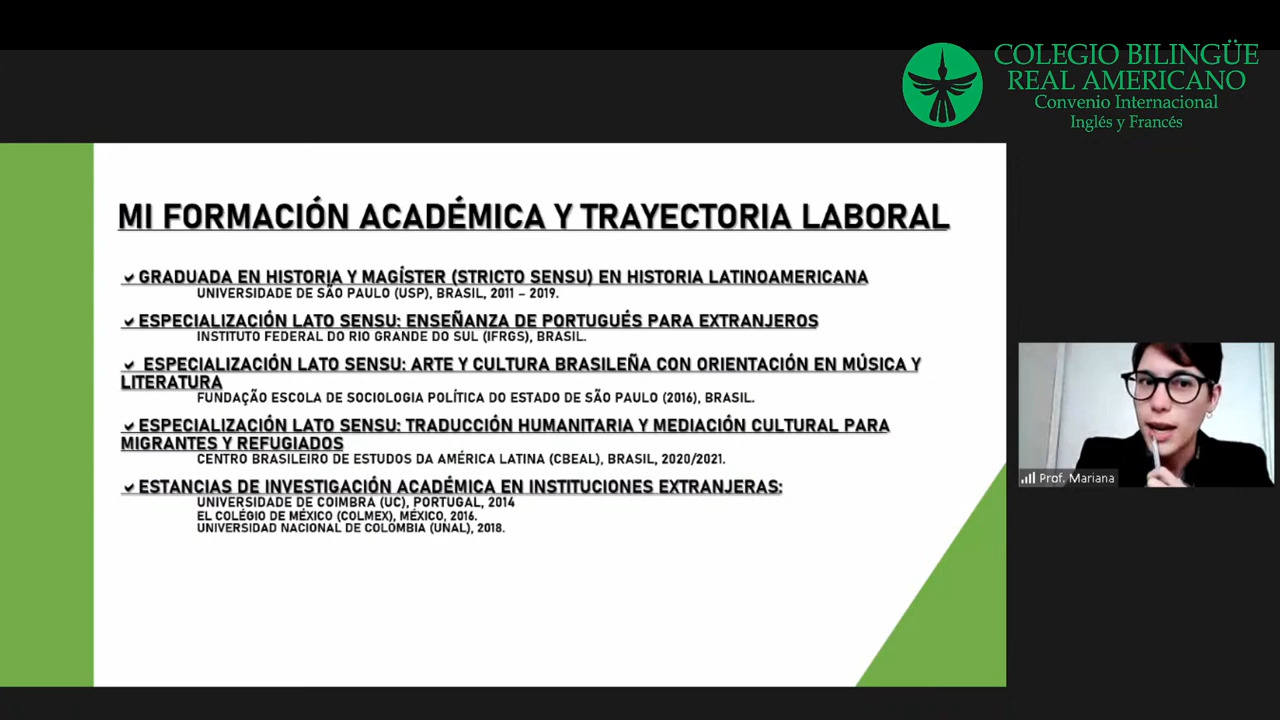 COLEGIO BILINGÜE
REAL AMERICANO
Convenio Internacional
Inglés y Francés
MI FORMACIÓN ACADÉMICA Y TRAYECTORIA LABORAL
GRADUADA EN HISTORIA Y MAGÍSTER (STRICTO SENSU) EN HISTORIA LATINOAMERICANA
UNIVERSIDADE DE SÃO PAULO (USP), BRASIL, 2011 – 2019.
ESPECIALIZACIÓN LATO SENSU: ENSEÑANZA DE PORTUGUÉS PARA EXTRANJEROS
INSTITUTO FEDERAL DO RIO GRANDE DO SUL (IFRGS), BRASIL.
ESPECIALIZACIÓN LATO SENSU: ARTE Y CULTURA BRASILEÑA CON ORIENTACIÓN EN MÚSICA Y
LITERATURA
FUNDAÇÃO ESCOLA DE SOCIOLOGIA POLÍTICA DO ESTADO DE SÃO PAULO (2016), BRASIL.
ESPECIALIZACIÓN LATO SENSU: TRADUCCIÓN HUMANITARIA Y MEDIACIÓN CULTURAL PARA
MIGRANTES Y REFUGIADOS
CENTRO BRASILEIRO DE ESTUDOS DA AMÉRICA LATINA (CBEAL), BRASIL, 2020/2021.
ESTANCIAS DE INVESTIGACIÓN ACADÉMICA EN INSTITUCIONES EXTRANJERAS:
UNIVERSIDADE DE COIMBRA (UC), PORTUGAL, 2014
EL COLÉGIO DE MÉXICO (COLMEX), MÉXICO, 2016.
UNIVERSIDAD NACIONAL DE COLOMBIA (UNAL), 2018.
Prof. Mariana